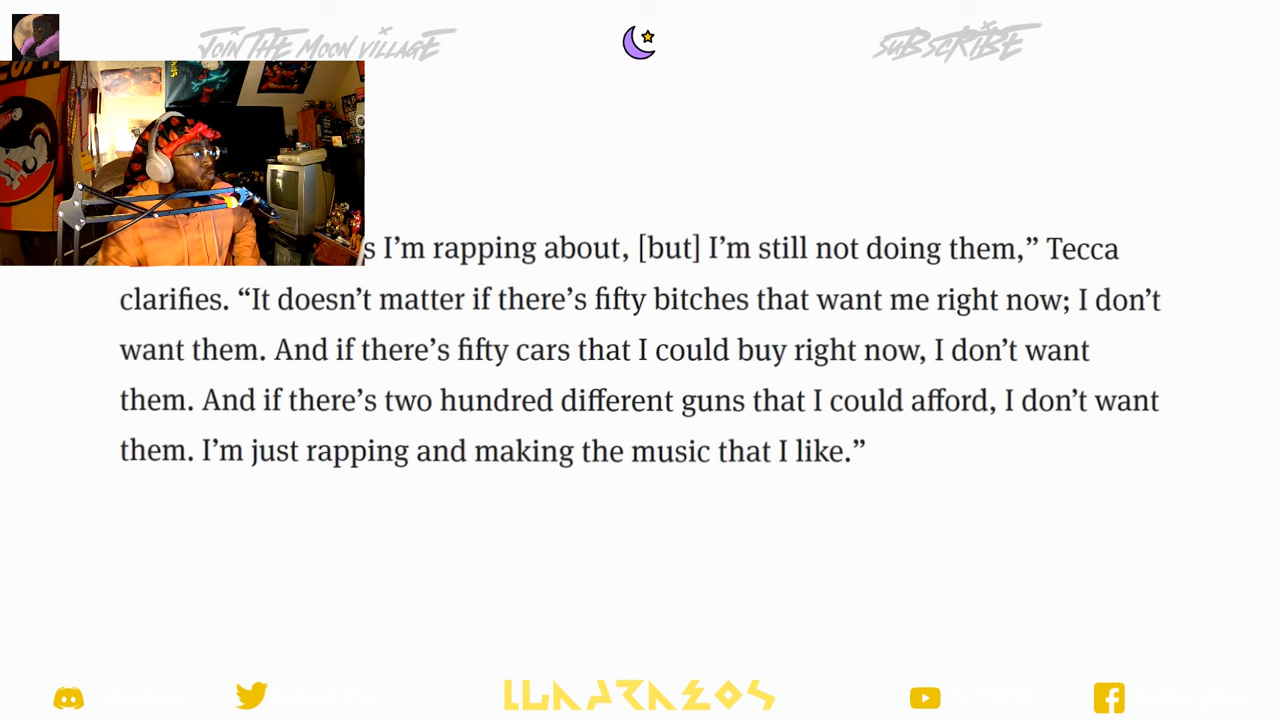 JOIN THE MOON VILLAGE
SUBSCRIBE
s I’m rapping about, [but] I’m still not doing them,” Tecca
clarifies. “It doesn’t matter if there’s fifty bitches that want me right now; I don’t
want them. And if there’s fifty cars that I could buy right now, I don’t want
them. And if there’s two hundred different guns that I could afford, I don’t want
them. I’m just rapping and making the music that I like.”